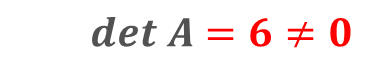 det A = 6 ≠ 0